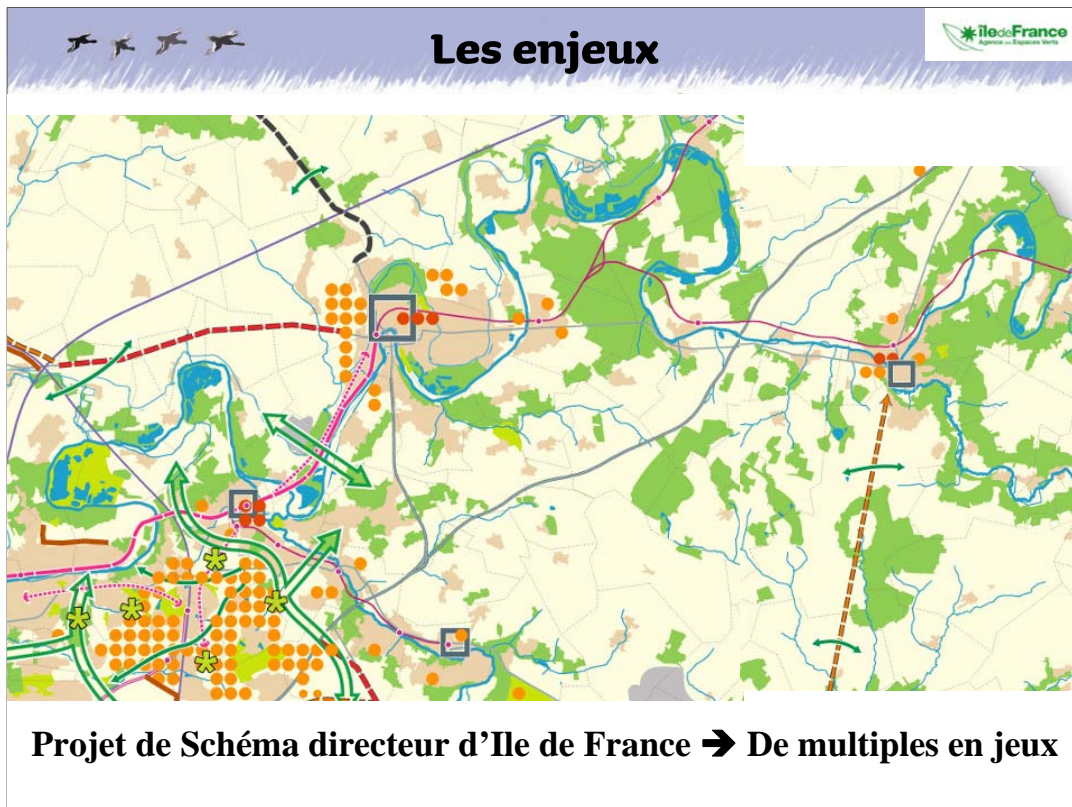 Les enjeux
îledeFrance
Agence des Espaces Verts
Projet de Schéma directeur d'Ile de France ➔ De multiples en jeux